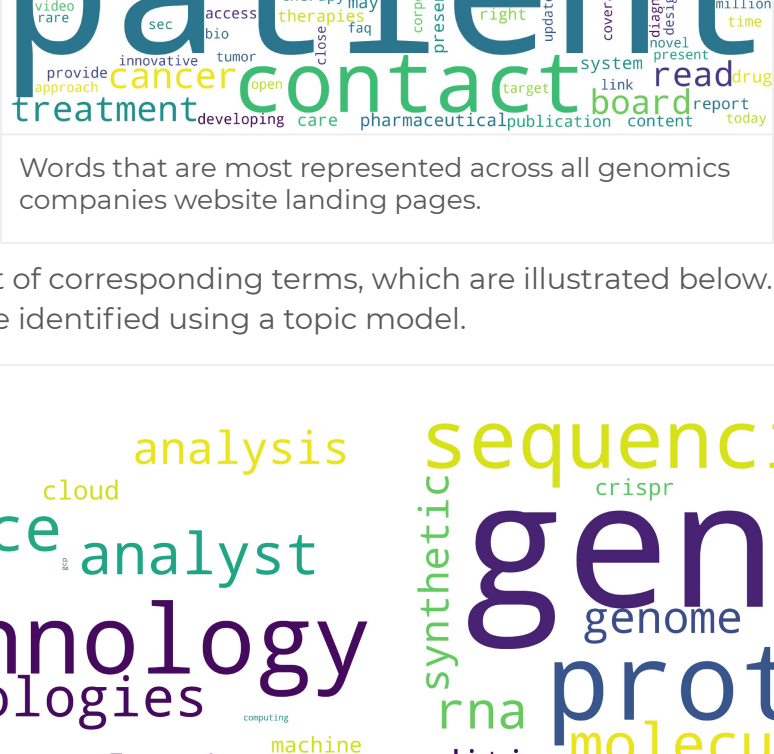 video
rare
sec
access
bio
therapies
may
faq
close
right
million
time
patient
novel
present
innovative
tumor
provide
cancer
open
approach
contact
system
link
read
drug
target
treatment
board
report
developing
care
pharmaceutical
publication
content
today
Words that are most represented across all genomics
companies website landing pages.
of corresponding terms, which are illustrated below.
identified using a topic model.
analysis
cloud
ce
analyst
gcp
nnology
ologies
computing
machine
sequenc
crispr
synthetic
gen
genome
prot
rna
molecu